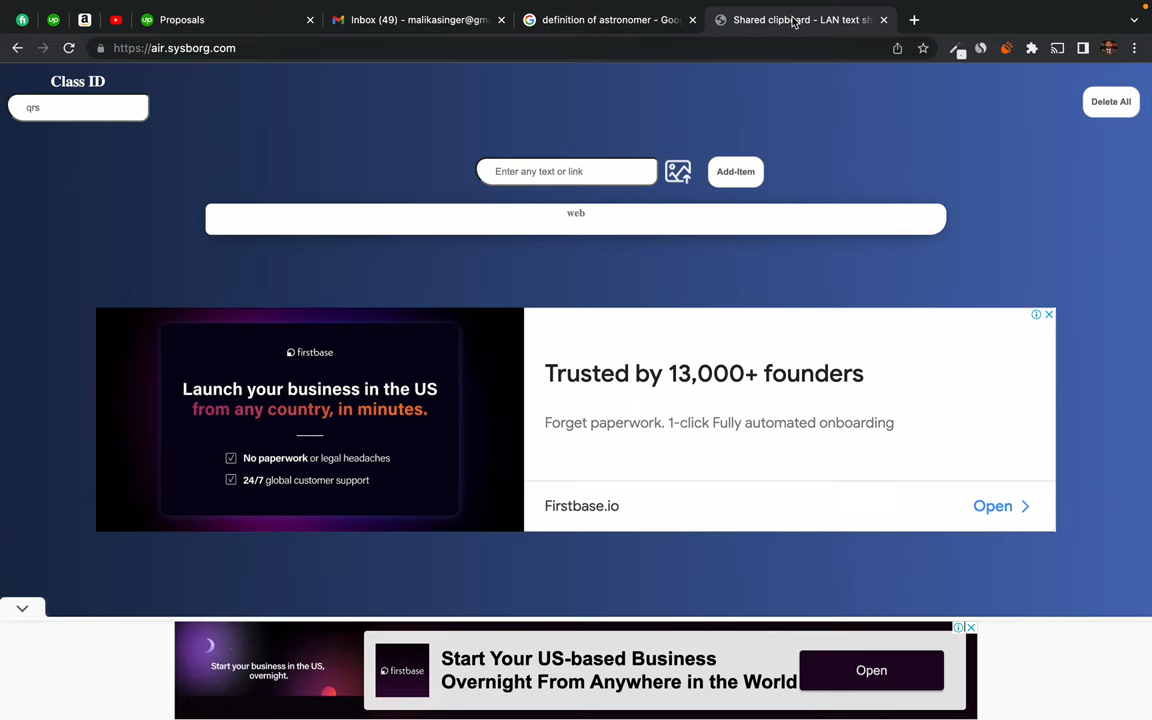 Proposals
Inbox (49) - malikasinger@gma
definition of astronomer - Goo
Shared clipboard - LAN text sh
https://air.sysborg.com
Class ID
qrs
Delete All
Enter any text or link
Add-Item
web
firstbase
Launch your business in the US
from any country, in minutes.
No paperwork or legal headaches
24/7 global customer support
Trusted by 13,000+ founders
Forget paperwork. 1-click Fully automated onboarding
Firstbase.io
Open
Start your business in the US,
overnight.
firstbase
Start Your US-based Business
Overnight From Anywhere in the World
Open